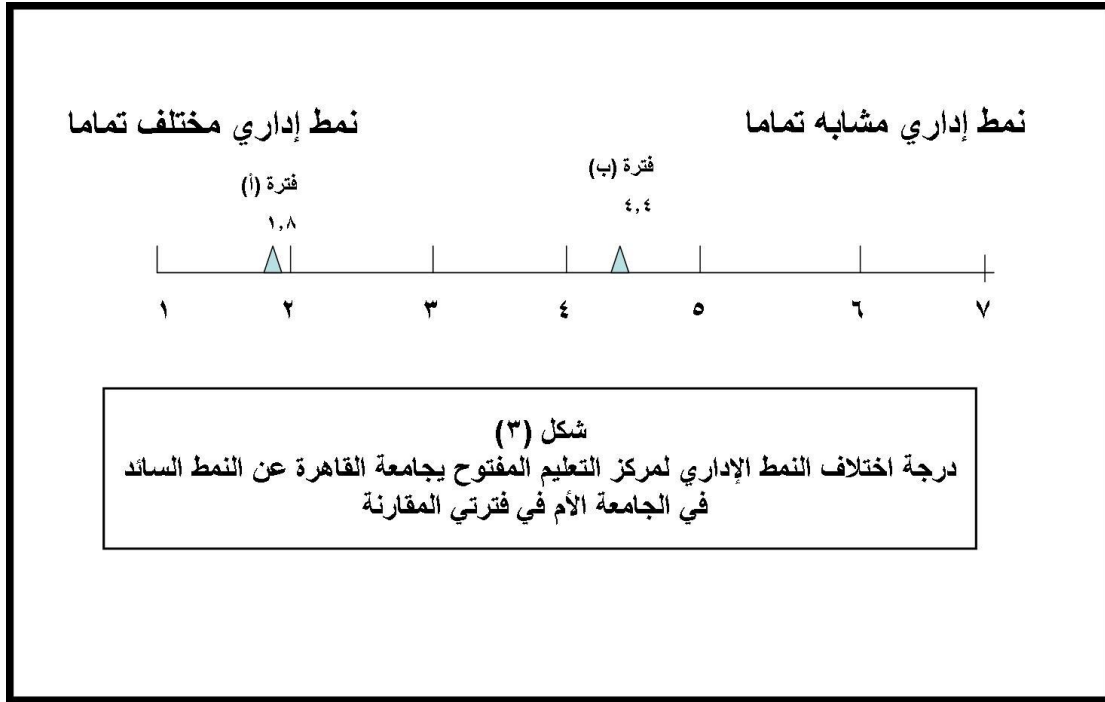 نمط إداري مشابه تماما
نمط إداري مختلف تماما
فترة (ب)
٤,٤
فترة (أ)
١,٨
١ ٢ ٣ ٤ ٥ ٦ ٧
شكل (٣)
درجة اختلاف النمط الإداري لمركز التعليم المفتوح يجامعة القاهرة عن النمط السائد
في الجامعة الأم في فترتي المقارنة